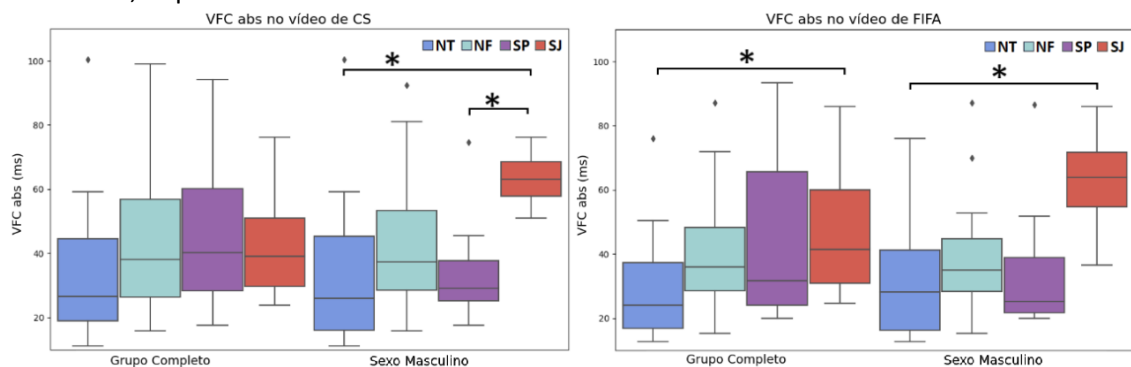 VFC abs no vídeo de CS
NT NF SP SJ
* *
VFC abs (ms)
100
80
60
40
20
Grupo Completo Sexo Masculino
VFC abs no vídeo de FIFA
NT NF SP SJ
* *
VFC abs (ms)
100
80
60
40
20
Grupo Completo Sexo Masculino